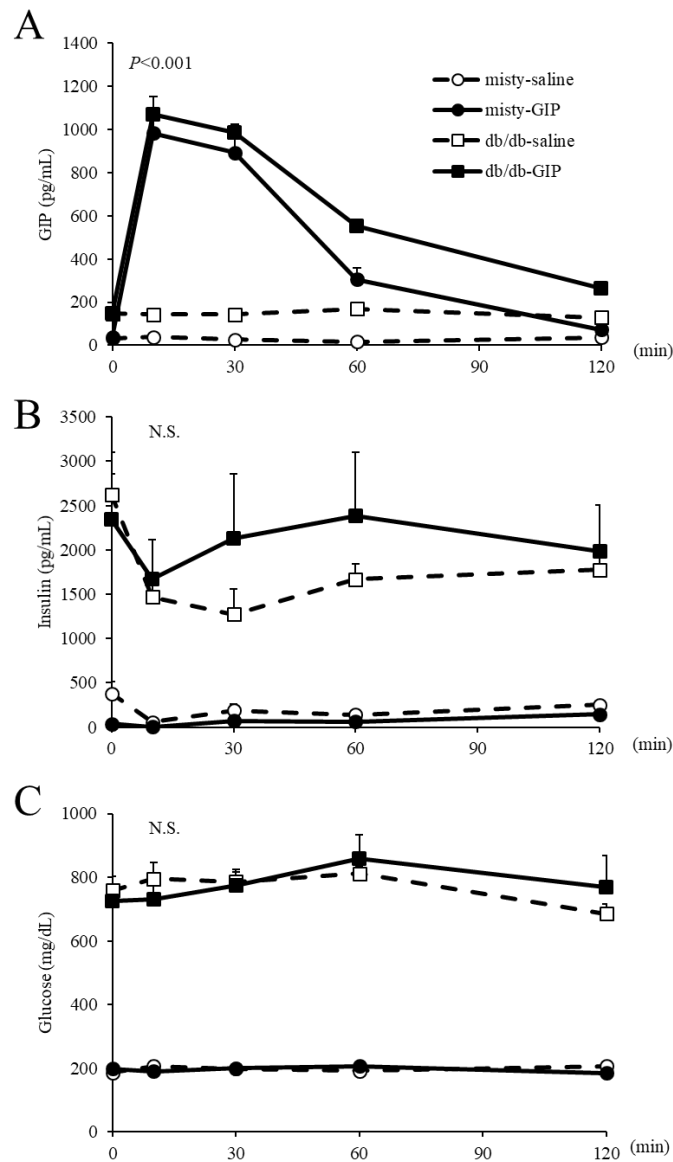 A
1400
P<0.001
misty-saline
1200
misty-GIP
1000
db/db-saline
800
db/db-GIP
600
400
200
0
GIP (pg/mL)
0 30 60 90 120 (min)
B
3500
N.S.
3000
2500
2000
1500
1000
500
0
Insulin (pg/mL)
0 30 60 90 120 (min)
C
1000
N.S.
800
600
400
200
0
Glucose (mg/dL)
0 30 60 90 120 (min)